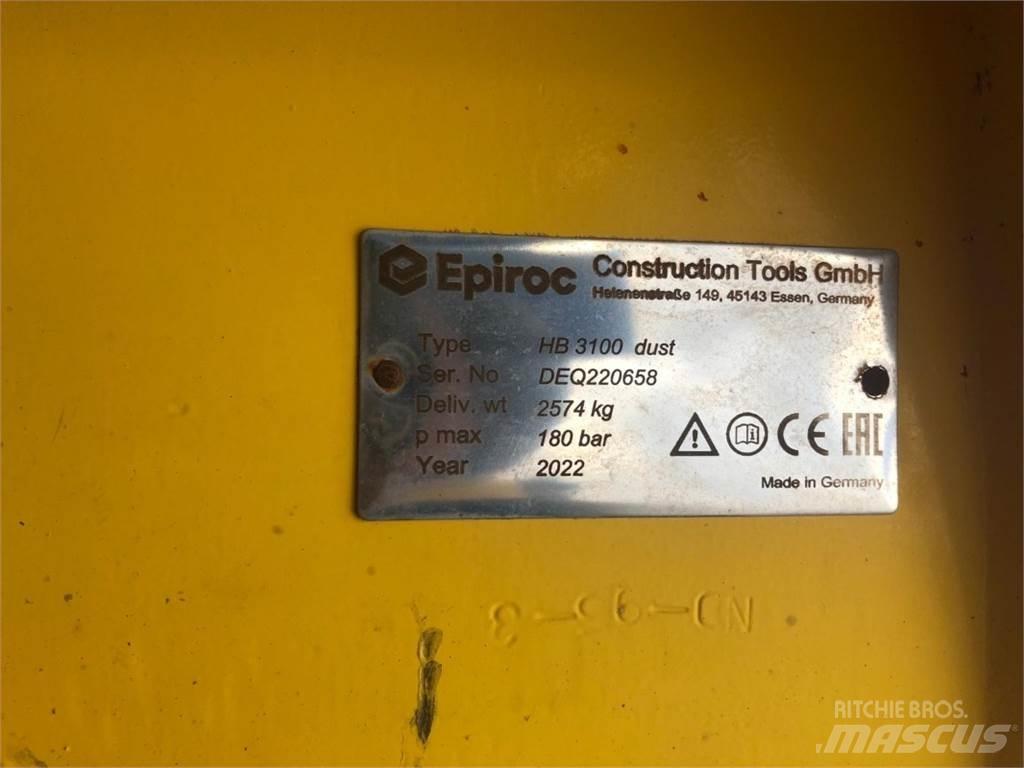 Epiroc Construction Tools GmbH
Helenenstraße 149, 45143 Essen, Germany
Type HB 3100 dust
Ser. No DEQ220658
Deliv. wt 2574 kg
p max 180 bar
Year 2022
CE EAC
Made in Germany
RITCHIE BROS.
MASCUS